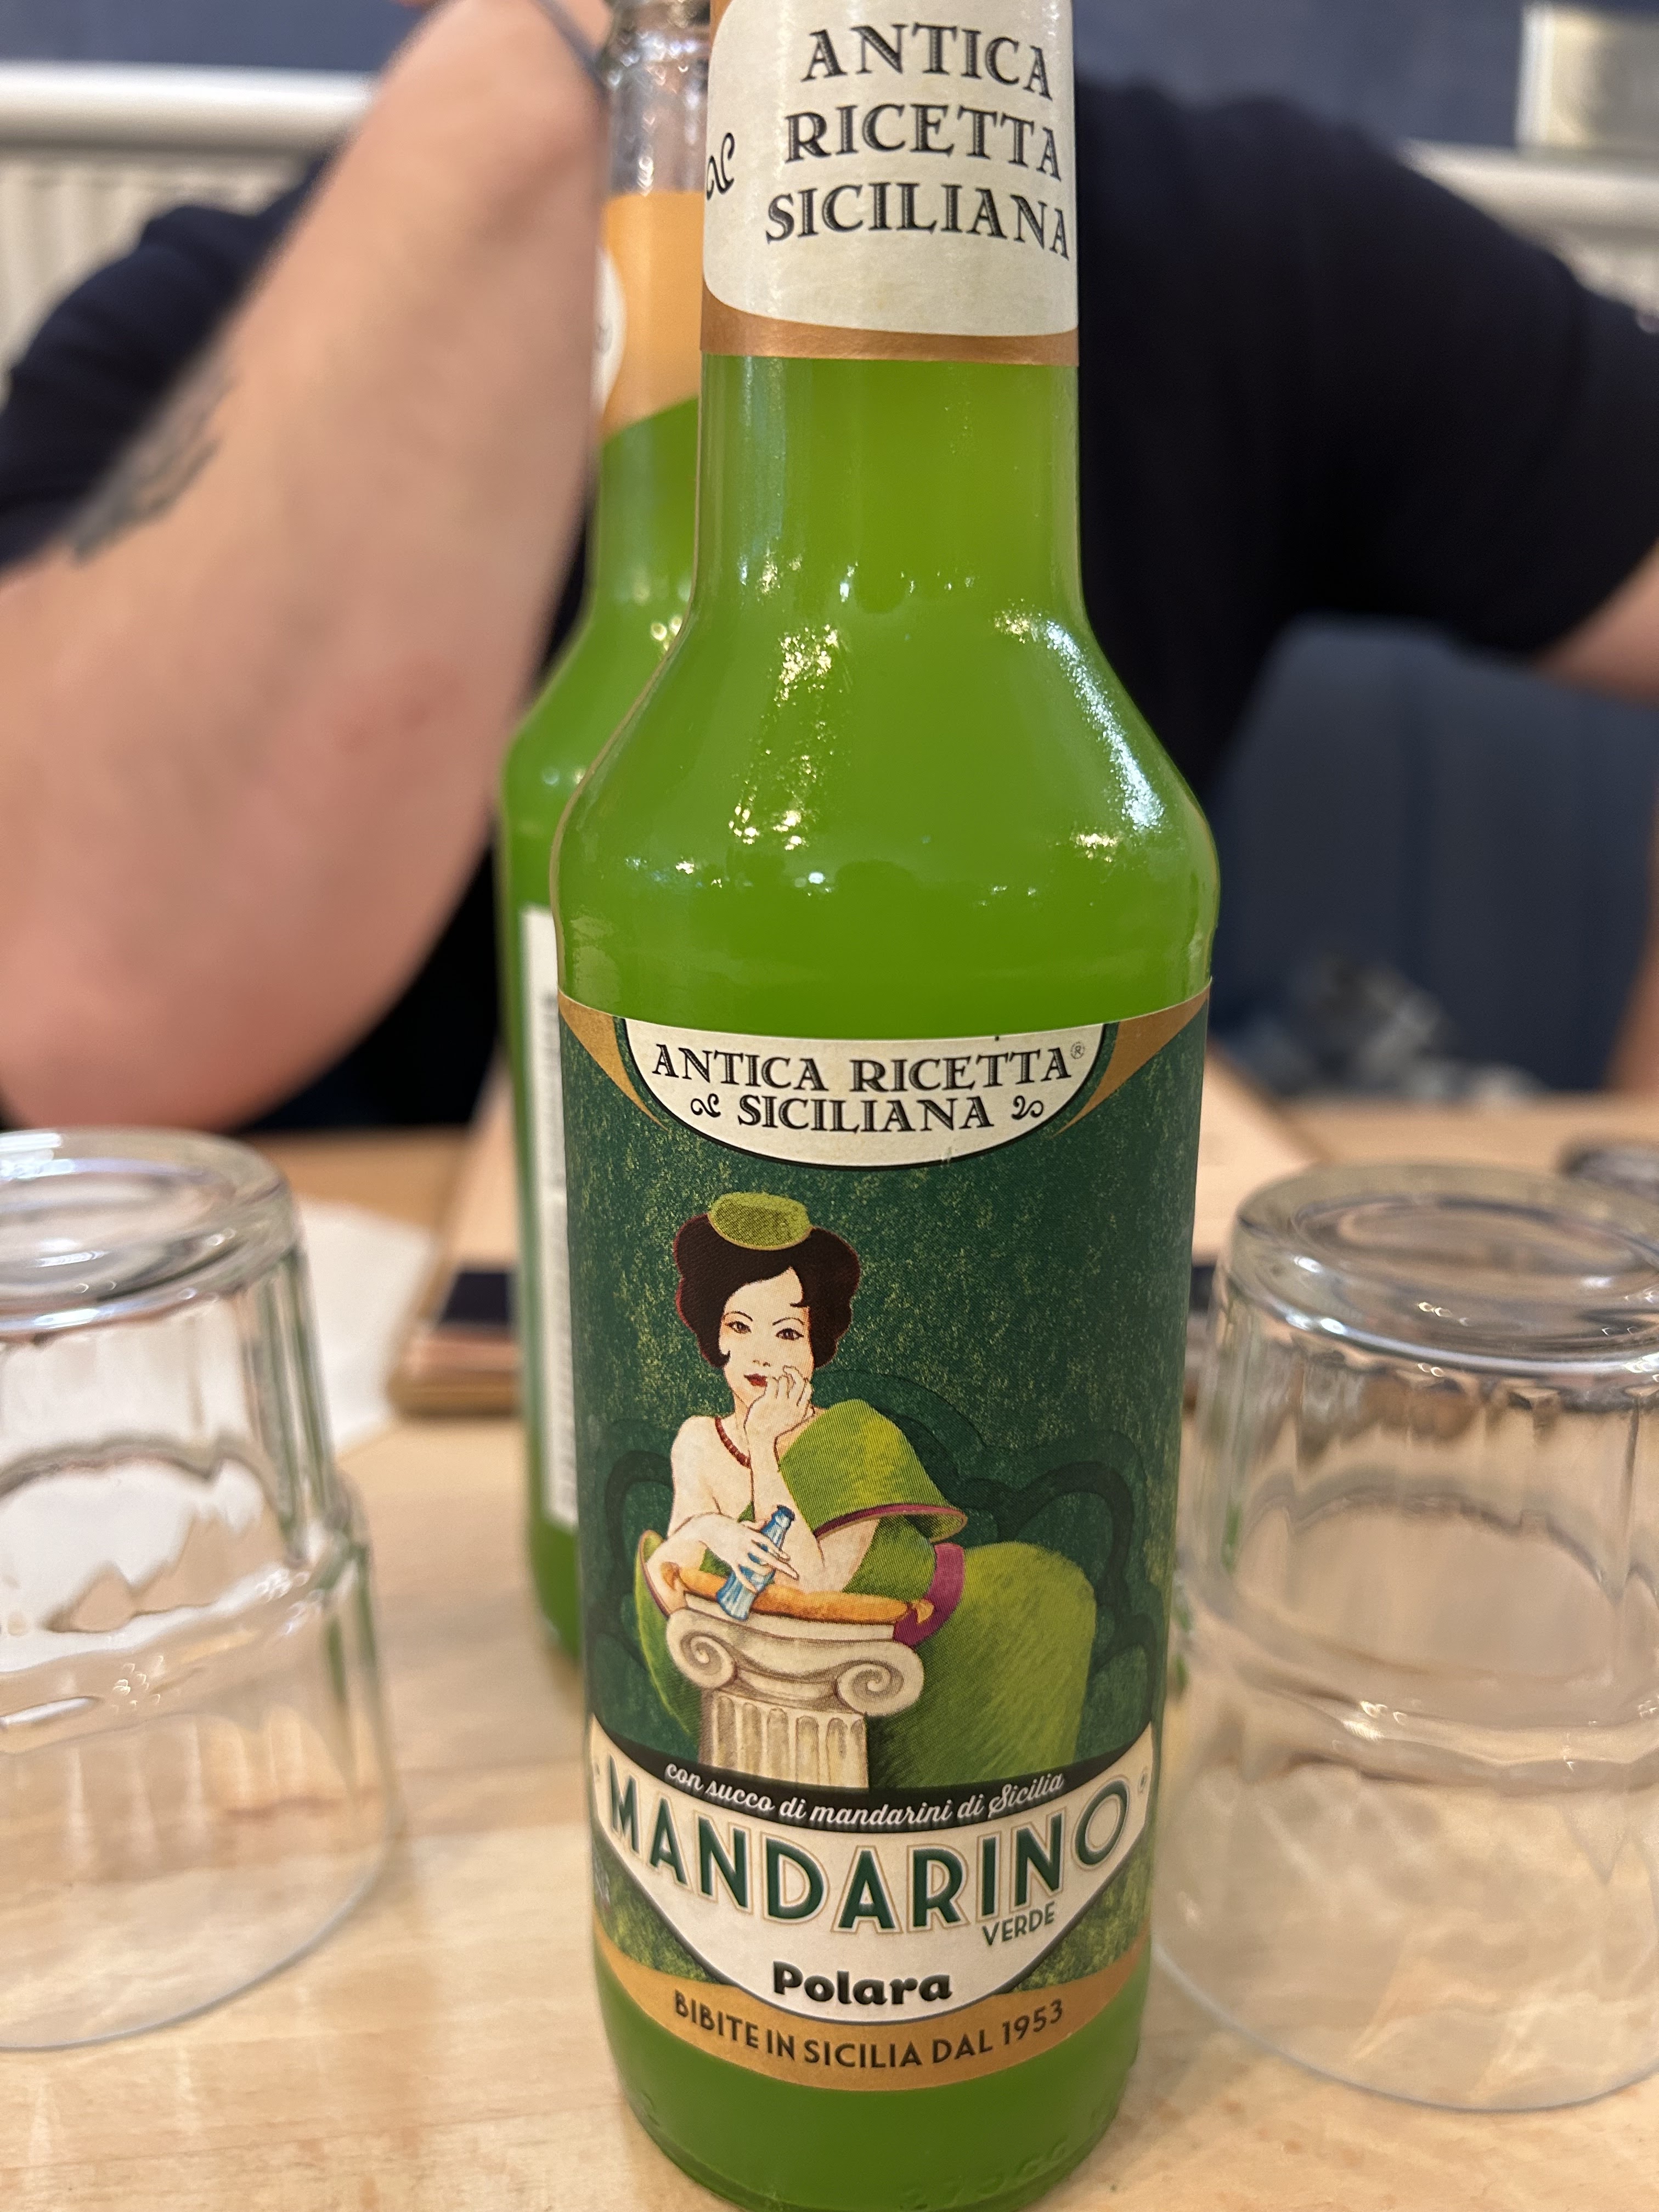 ANTICA
RICETTA
SICILIANA
ANTICA RICETTA®
SICILIANA
con succo di mandarini di Sicilia
MANDARINO®
VERDE
Polara
BIBITE IN SICILIA DAL 1953